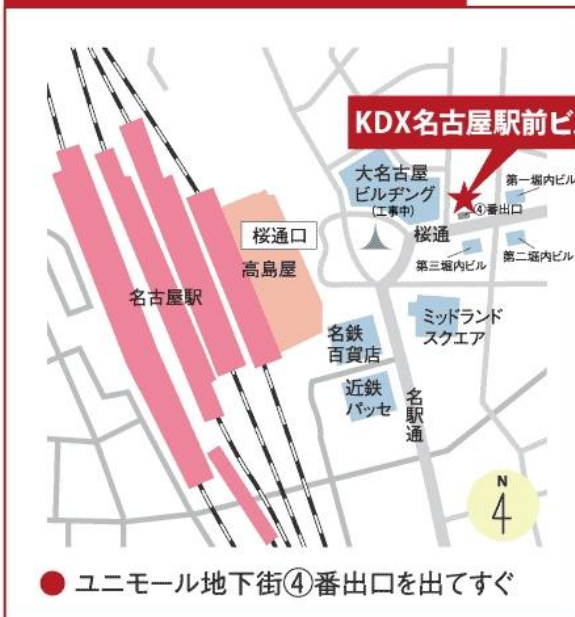 KDX名古屋駅前ビ
大名古屋
ビルヂング
(工事中)
第一堀内ビル
④番出口
桜通口
桜通
高島屋
第三堀内ビル
第二堀内ビル
名古屋駅
ミッドランド
スクエア
名鉄
百貨店
近鉄
パッセ
名駅通
N
● ユニモール地下街④番出口を出てすぐ